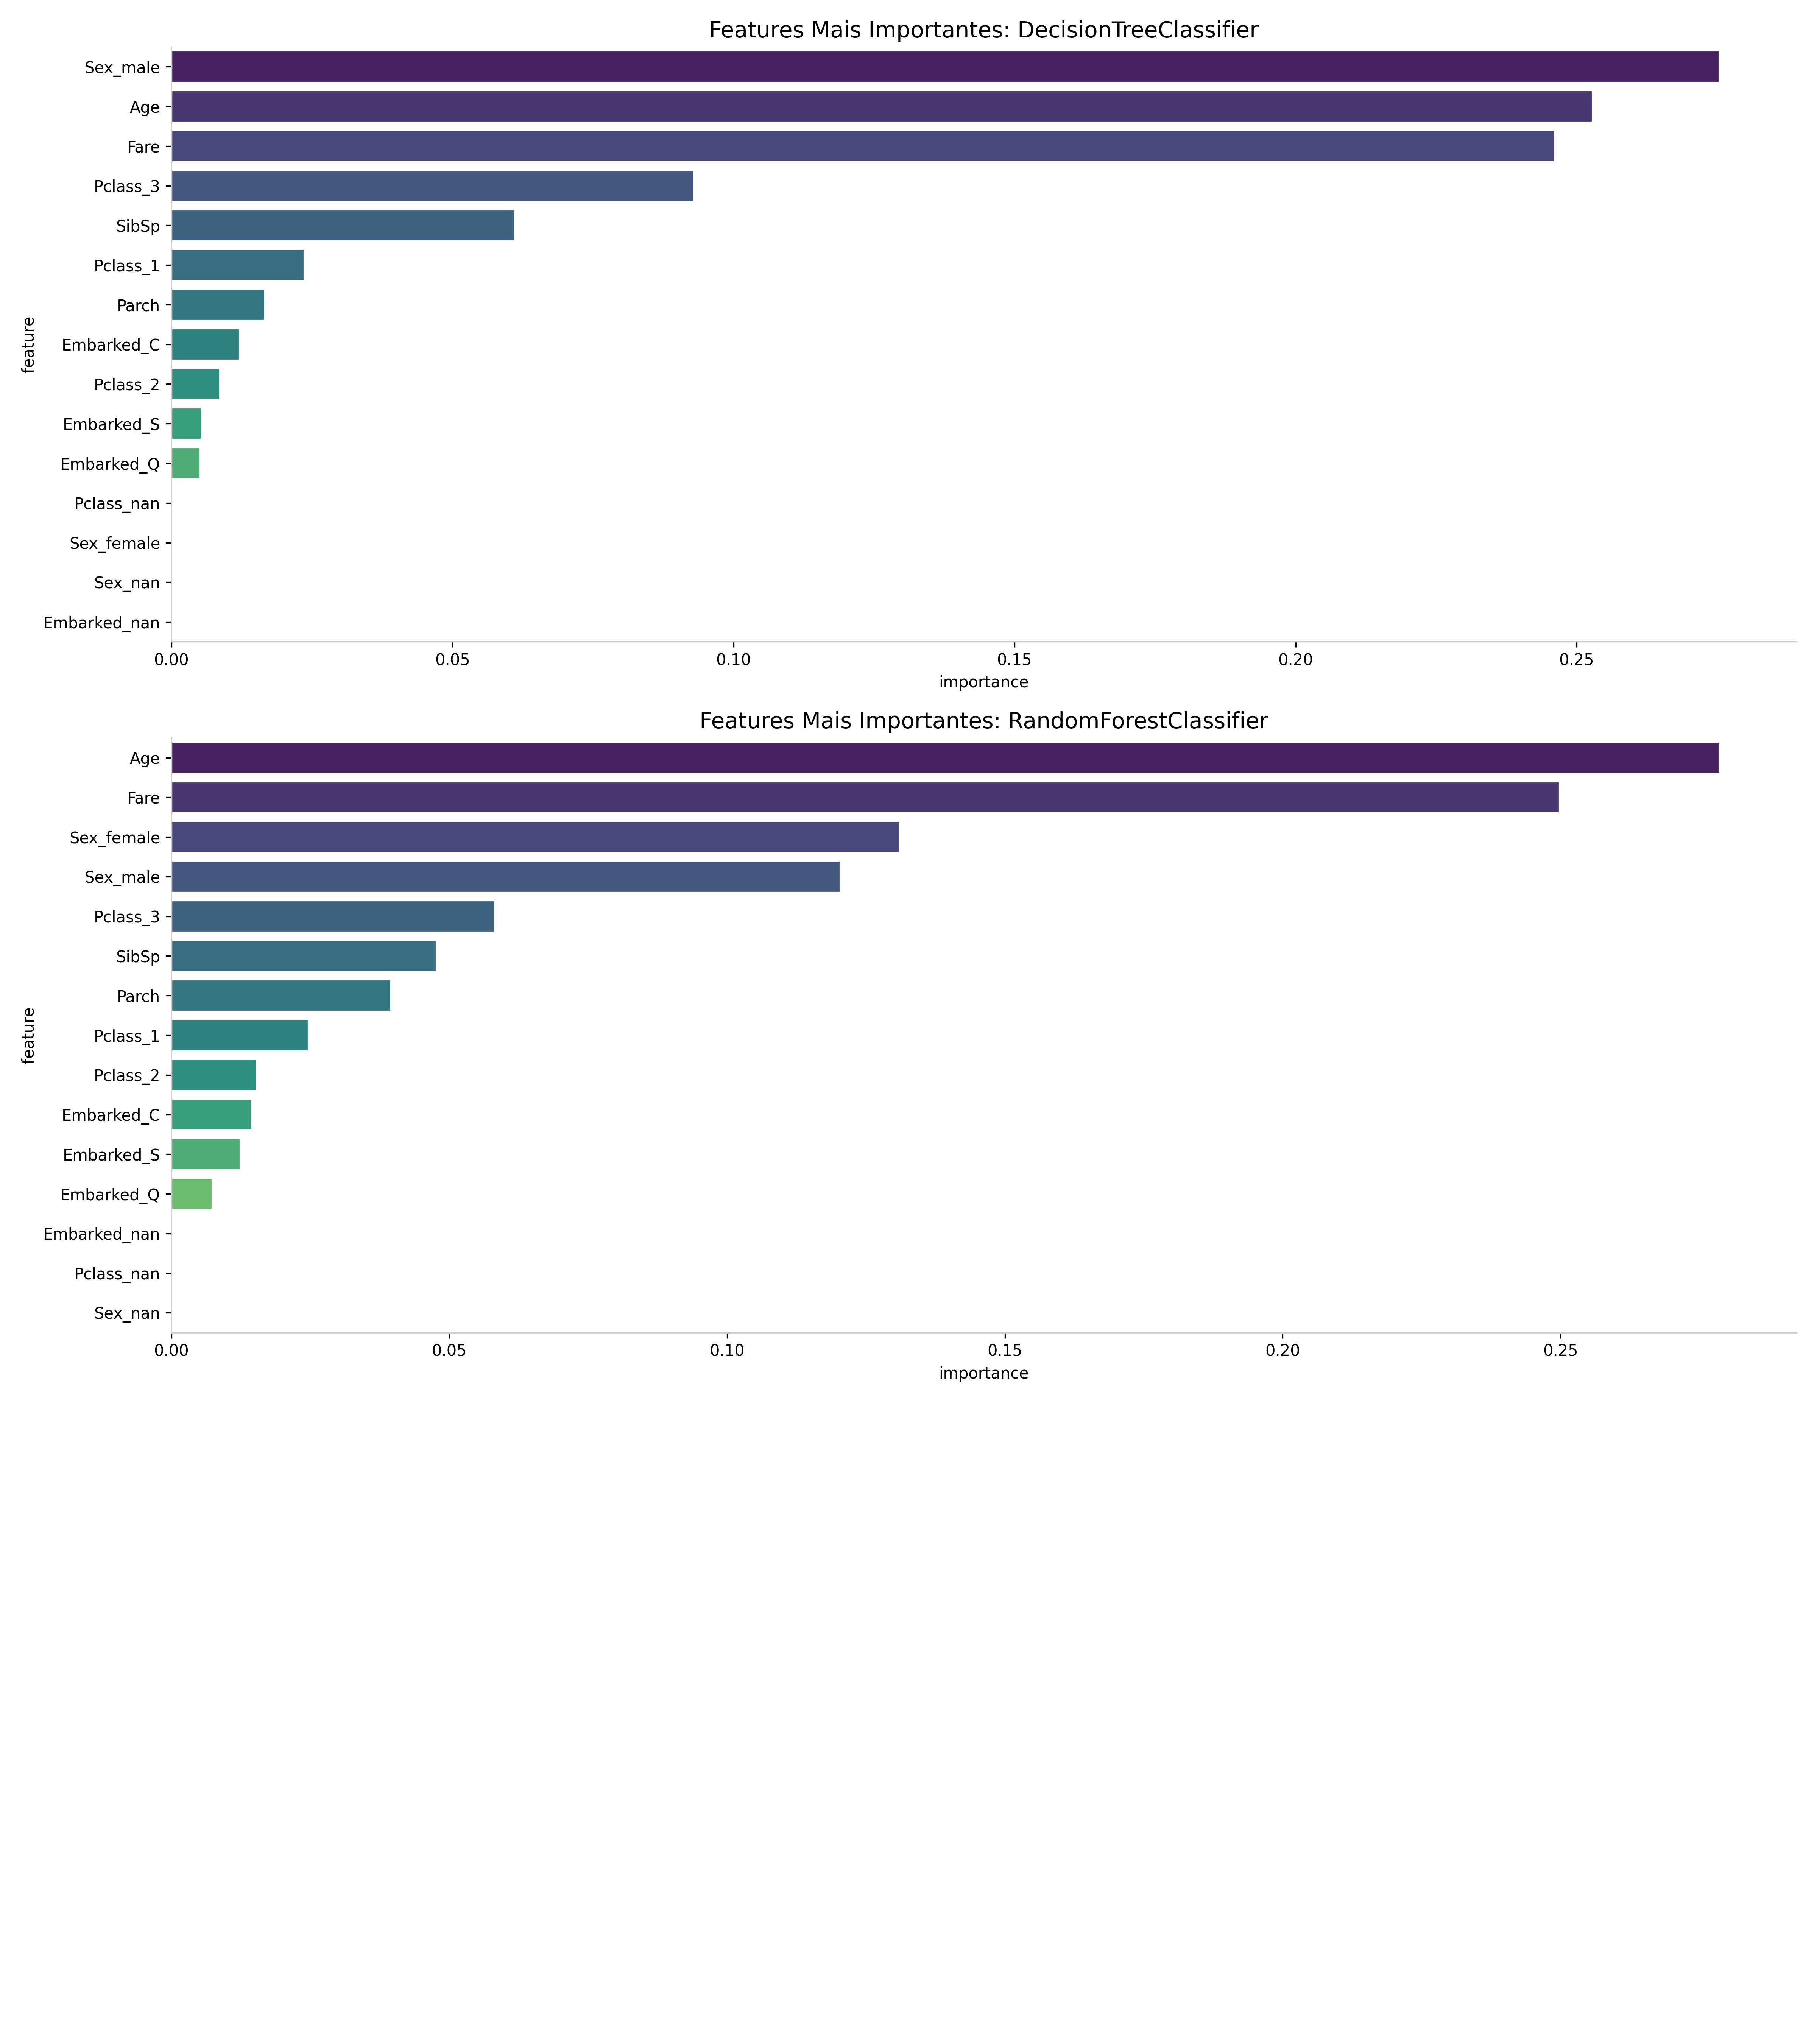 Features Mais Importantes: DecisionTreeClassifier
feature
Sex_male
Age
Fare
Pclass_3
SibSp
Pclass_1
Parch
Embarked_C
Pclass_2
Embarked_S
Embarked_Q
Pclass_nan
Sex_female
Sex_nan
Embarked_nan
0.00 0.05 0.10 0.15 0.20 0.25
importance
Features Mais Importantes: RandomForestClassifier
feature
Age
Fare
Sex_female
Sex_male
Pclass_3
SibSp
Parch
Pclass_1
Pclass_2
Embarked_C
Embarked_S
Embarked_Q
Embarked_nan
Pclass_nan
Sex_nan
0.00 0.05 0.10 0.15 0.20 0.25
importance